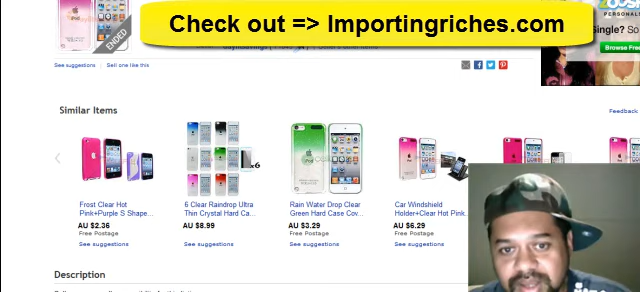 Check out => Importingriches.com
ENDED
See suggestions | Sell one like this
PERSONALS
Single? So
Browse Free
Similar Items
Feedback
x6
Frost Clear Hot
Pink+Purple S Shape...
AU $2.36
Free Postage
See suggestions
6 Clear Raindrop Ultra
Thin Crystal Hard Ca...
AU $8.99
See suggestions
Rain Water Drop Clear
Green Hard Case Cov...
AU $3.29
Free Postage
See suggestions
Car Windshield
Holder+Clear Hot Pink
AU $6.29
Free Postage
See suggestions
Description